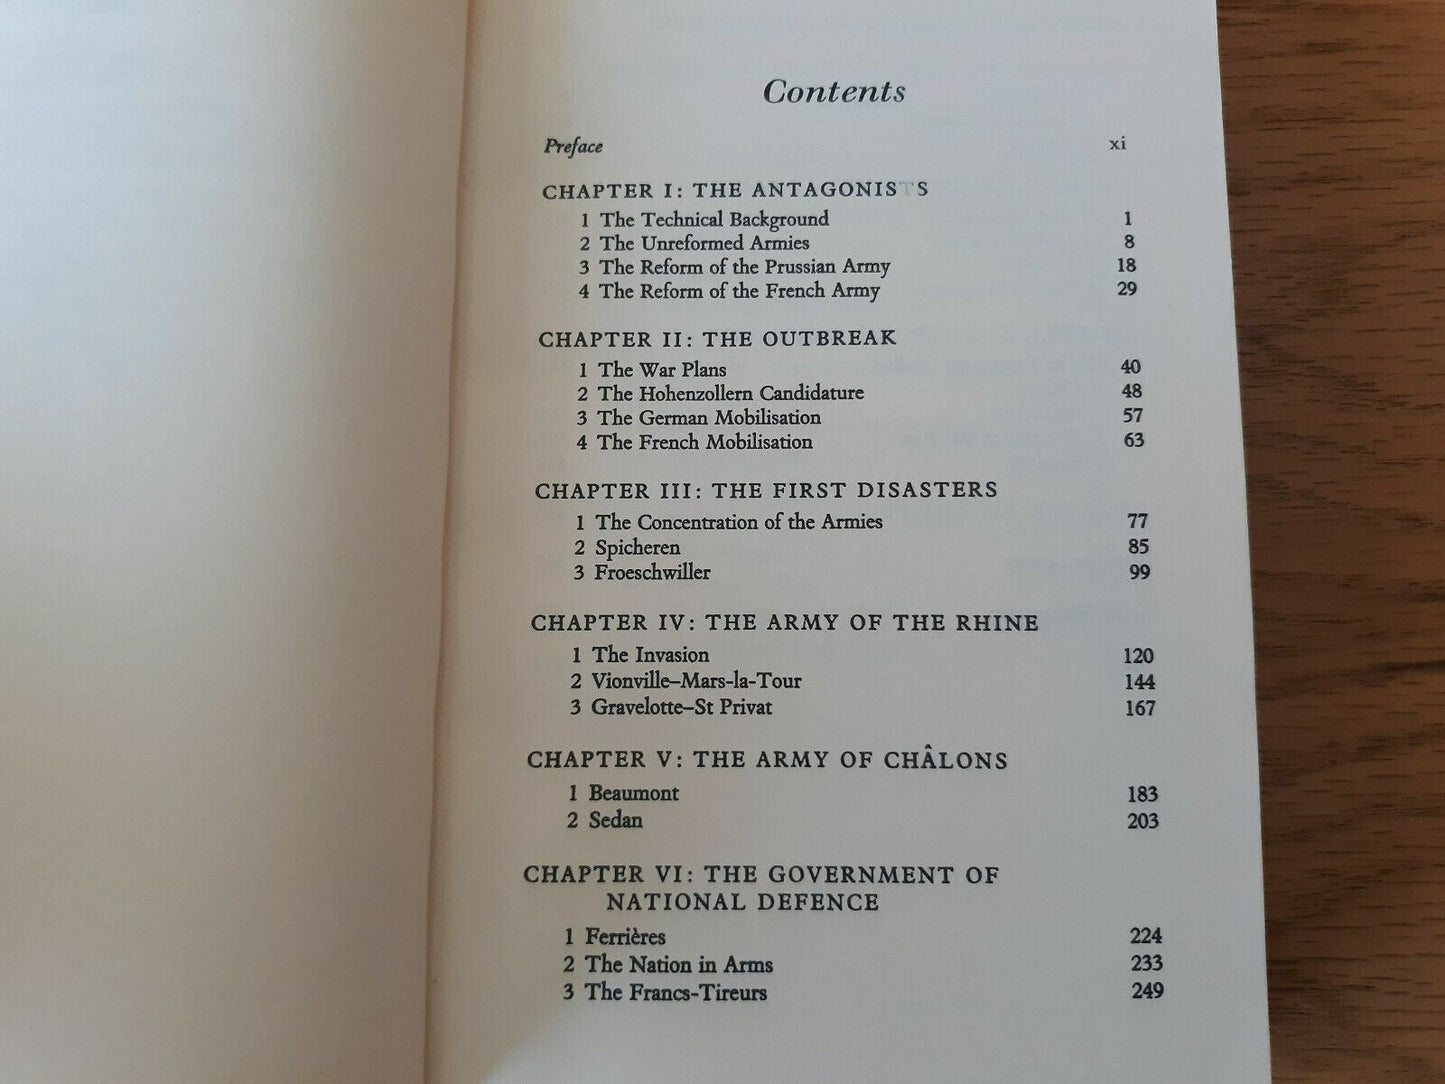 Contents
Preface xi
CHAPTER I: THE ANTAGONISTS
1 The Technical Background 1
2 The Unreformed Armies 8
3 The Reform of the Prussian Army 18
4 The Reform of the French Army 29
CHAPTER II: THE OUTBREAK
1 The War Plans 40
2 The Hohenzollern Candidature 48
3 The German Mobilisation 57
4 The French Mobilisation 63
CHAPTER III: THE FIRST DISASTERS
1 The Concentration of the Armies 77
2 Spicheren 85
3 Froeschwiller 99
CHAPTER IV: THE ARMY OF THE RHINE
1 The Invasion 120
2 Vionville–Mars-la-Tour 144
3 Gravelotte–St Privat 167
CHAPTER V: THE ARMY OF CHÂLONS
1 Beaumont 183
2 Sedan 203
CHAPTER VI: THE GOVERNMENT OF
NATIONAL DEFENCE
1 Ferrières 224
2 The Nation in Arms 233
3 The Francs-Tireurs 249